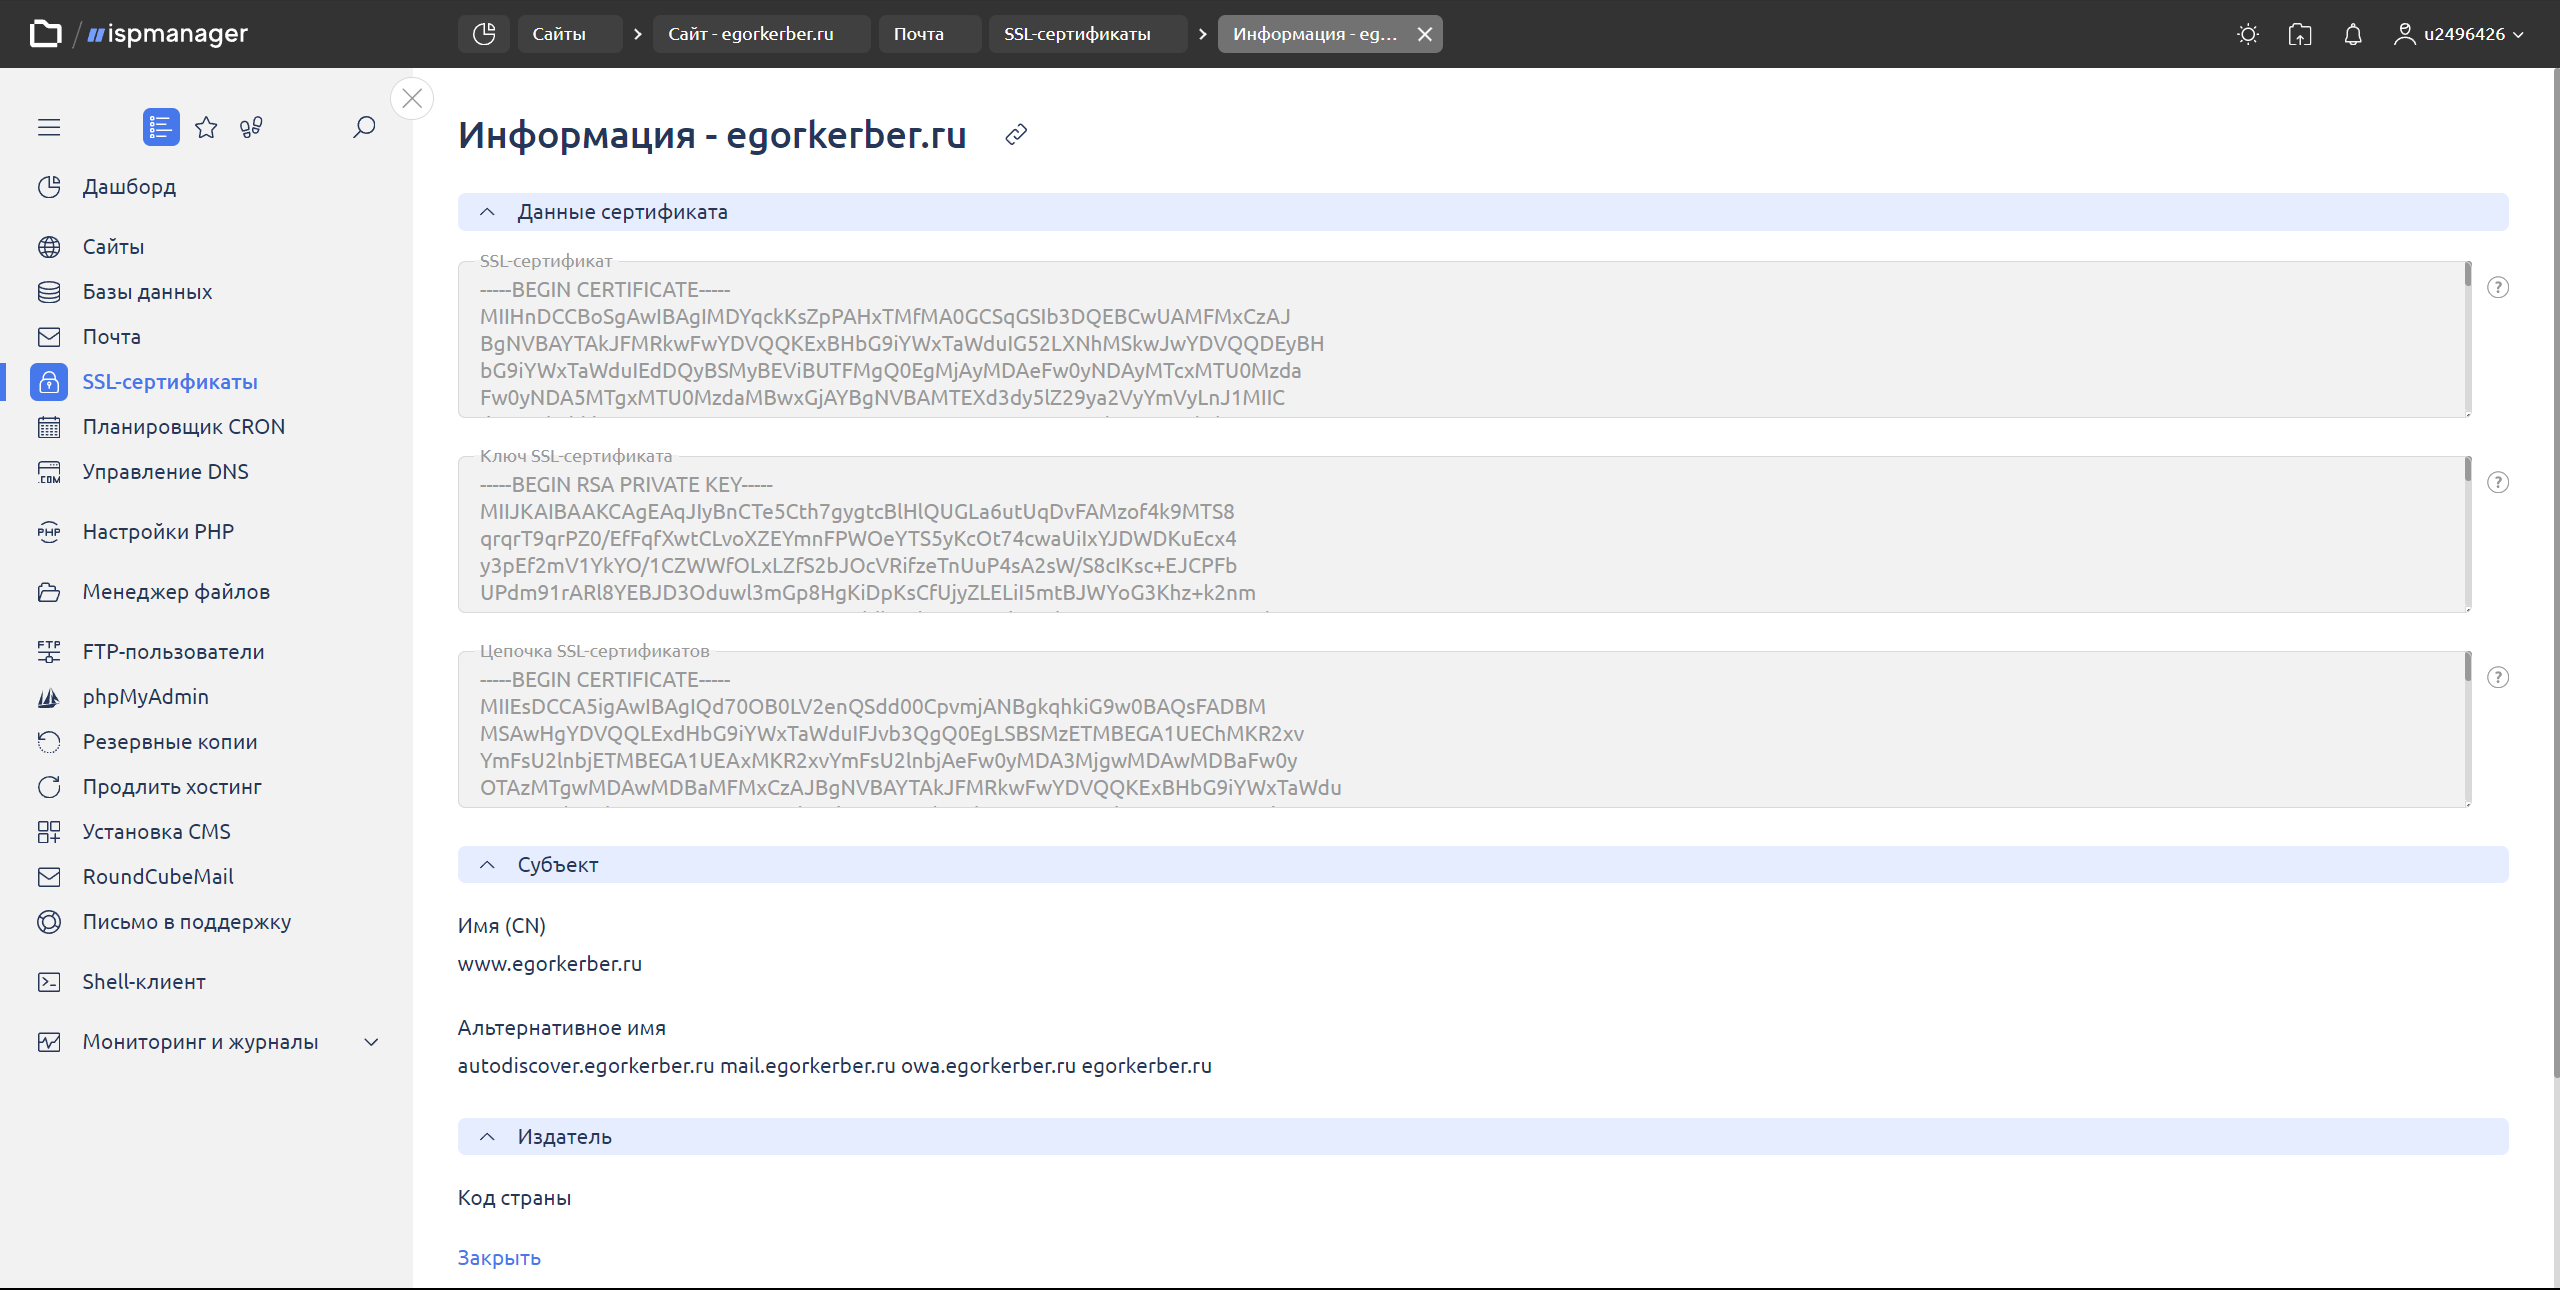 ispmanager
Сайты
Сайт - egorkerber.ru
Почта
SSL-сертификаты
Информация - eg...
u2496426
Дашборд
Сайты
Базы данных
Почта
SSL-сертификаты
Планировщик CRON
Управление DNS
Настройки PHP
Менеджер файлов
FTP-пользователи
phpMyAdmin
Резервные копии
Продлить хостинг
Установка CMS
RoundCubeMail
Письмо в поддержку
Shell-клиент
Мониторинг и журналы
Информация - egorkerber.ru
Данные сертификата
SSL-сертификат
-----BEGIN CERTIFICATE-----
MIIHnDCCBoSgAwIBAgIMDYqckKsZpPAHxTMfMA0GCSqGSIb3DQEBCwUAMFMxCzAJ
BgNVBAYTAkJFMRkwFwYDVQQKExBHbG9iYWxTaWduIG52LXNhMSkwJwYDVQQDEyBH
bG9iYWxTaWduIEdDQyBSMyBEViBUTFMgQ0EgMjAyMDAeFw0yNDAyMTcxMTU0Mzda
Fw0yNDA5MTgxMTU0MzdaMBwxGjAYBgNVBAMTEXd3dy5lZ29ya2VyYmVyLnJ1MIIC
Ключ SSL-сертификата
-----BEGIN RSA PRIVATE KEY-----
MIIJKAIBAAKCAgEAqJIyBnCTe5Cth7gygtcBlHlQUGLa6utUqDvFAMzof4k9MTS8
qrqrT9qrPZ0/EfFqfXwtCLvoXZEYmnFPWOeYTS5yKcOt74cwaUiIxYJDWDKuEcx4
y3pEf2mV1YkYO/1CZWWfOLxLZfS2bJOcVRifzeTnUuP4sA2sW/S8cIKsc+EJCPFb
UPdm91rARl8YEBJD3Oduwl3mGp8HgKiDpKsCfUjyZLELiI5mtBJWYoG3Khz+k2nm
Цепочка SSL-сертификатов
-----BEGIN CERTIFICATE-----
MIIEsDCCA5igAwIBAgIQd70OB0LV2enQSdd00CpvmjANBgkqhkiG9w0BAQsFADBM
MSAwHgYDVQQLExdHbG9iYWxTaWduIFJvb3QgQ0EgLSBSMzETMBEGA1UEChMKR2xv
YmFsU2lnbjETMBEGA1UEAxMKR2xvYmFsU2lnbjAeFw0yMDA3MjgwMDAwMDBaFw0y
OTAzMTgwMDAwMDBaMFMxCzAJBgNVBAYTAkJFMRkwFwYDVQQKExBHbG9iYWxTaWdu
Субъект
Имя (CN)
www.egorkerber.ru
Альтернативное имя
autodiscover.egorkerber.ru mail.egorkerber.ru owa.egorkerber.ru egorkerber.ru
Издатель
Код страны
Закрыть